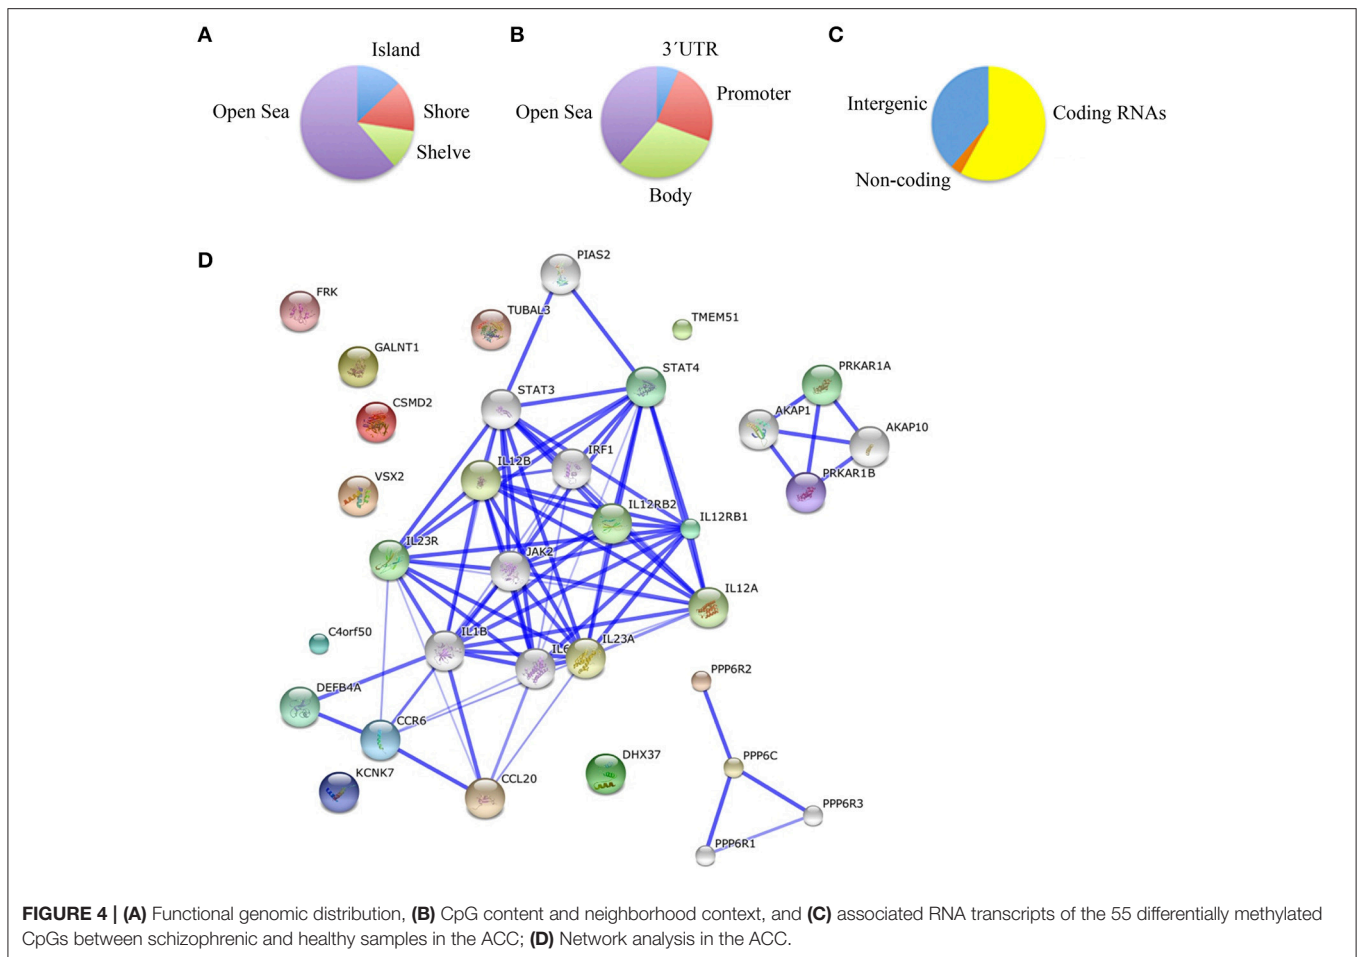 A
B
C
Island
3´UTR
Open Sea
Shore
Shelve
Open Sea
Promoter
Body
Intergenic
Coding RNAs
Non-coding
D
PIAS2
FRK
TUBAL3
TMEM51
GALNT1
STAT4
PRKAR1A
CSMD2
STAT3
AKAP1
AKAP10
IL12B
IRF1
VSX2
PRKAR1B
IL12RB2
IL12RB1
IL23R
JAK2
IL12A
C4orf50
IL1B
IL6
IL23A
DEFB4A
PPP6R2
CCR6
DHX37
PPP6C
KCNK7
CCL20
PPP6R3
PPP6R1
FIGURE 4 | (A) Functional genomic distribution, (B) CpG content and neighborhood context, and (C) associated RNA transcripts of the 55 differentially methylated
CpGs between schizophrenic and healthy samples in the ACC; (D) Network analysis in the ACC.